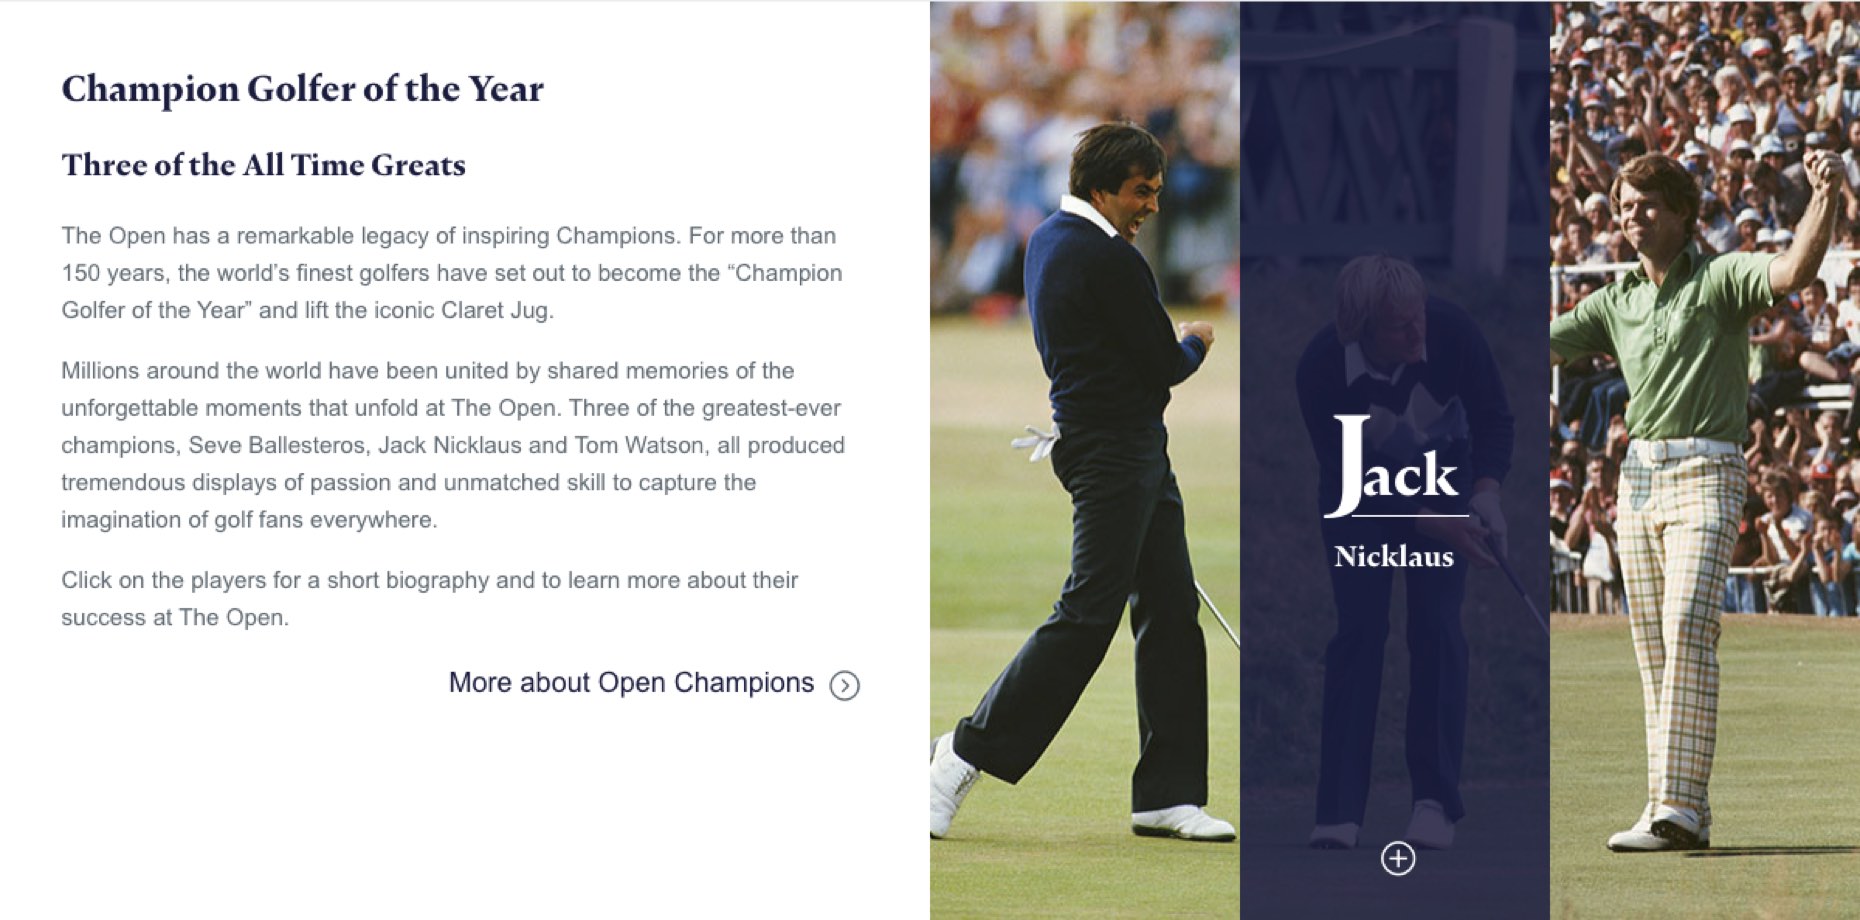 Champion Golfer of the Year
Three of the All Time Greats
The Open has a remarkable legacy of inspiring Champions. For more than
150 years, the world’s finest golfers have set out to become the “Champion
Golfer of the Year” and lift the iconic Claret Jug.
Millions around the world have been united by shared memories of the
unforgettable moments that unfold at The Open. Three of the greatest-ever
champions, Seve Ballesteros, Jack Nicklaus and Tom Watson, all produced
tremendous displays of passion and unmatched skill to capture the
imagination of golf fans everywhere.
Click on the players for a short biography and to learn more about their
success at The Open.
More about Open Champions
Jack
Nicklaus